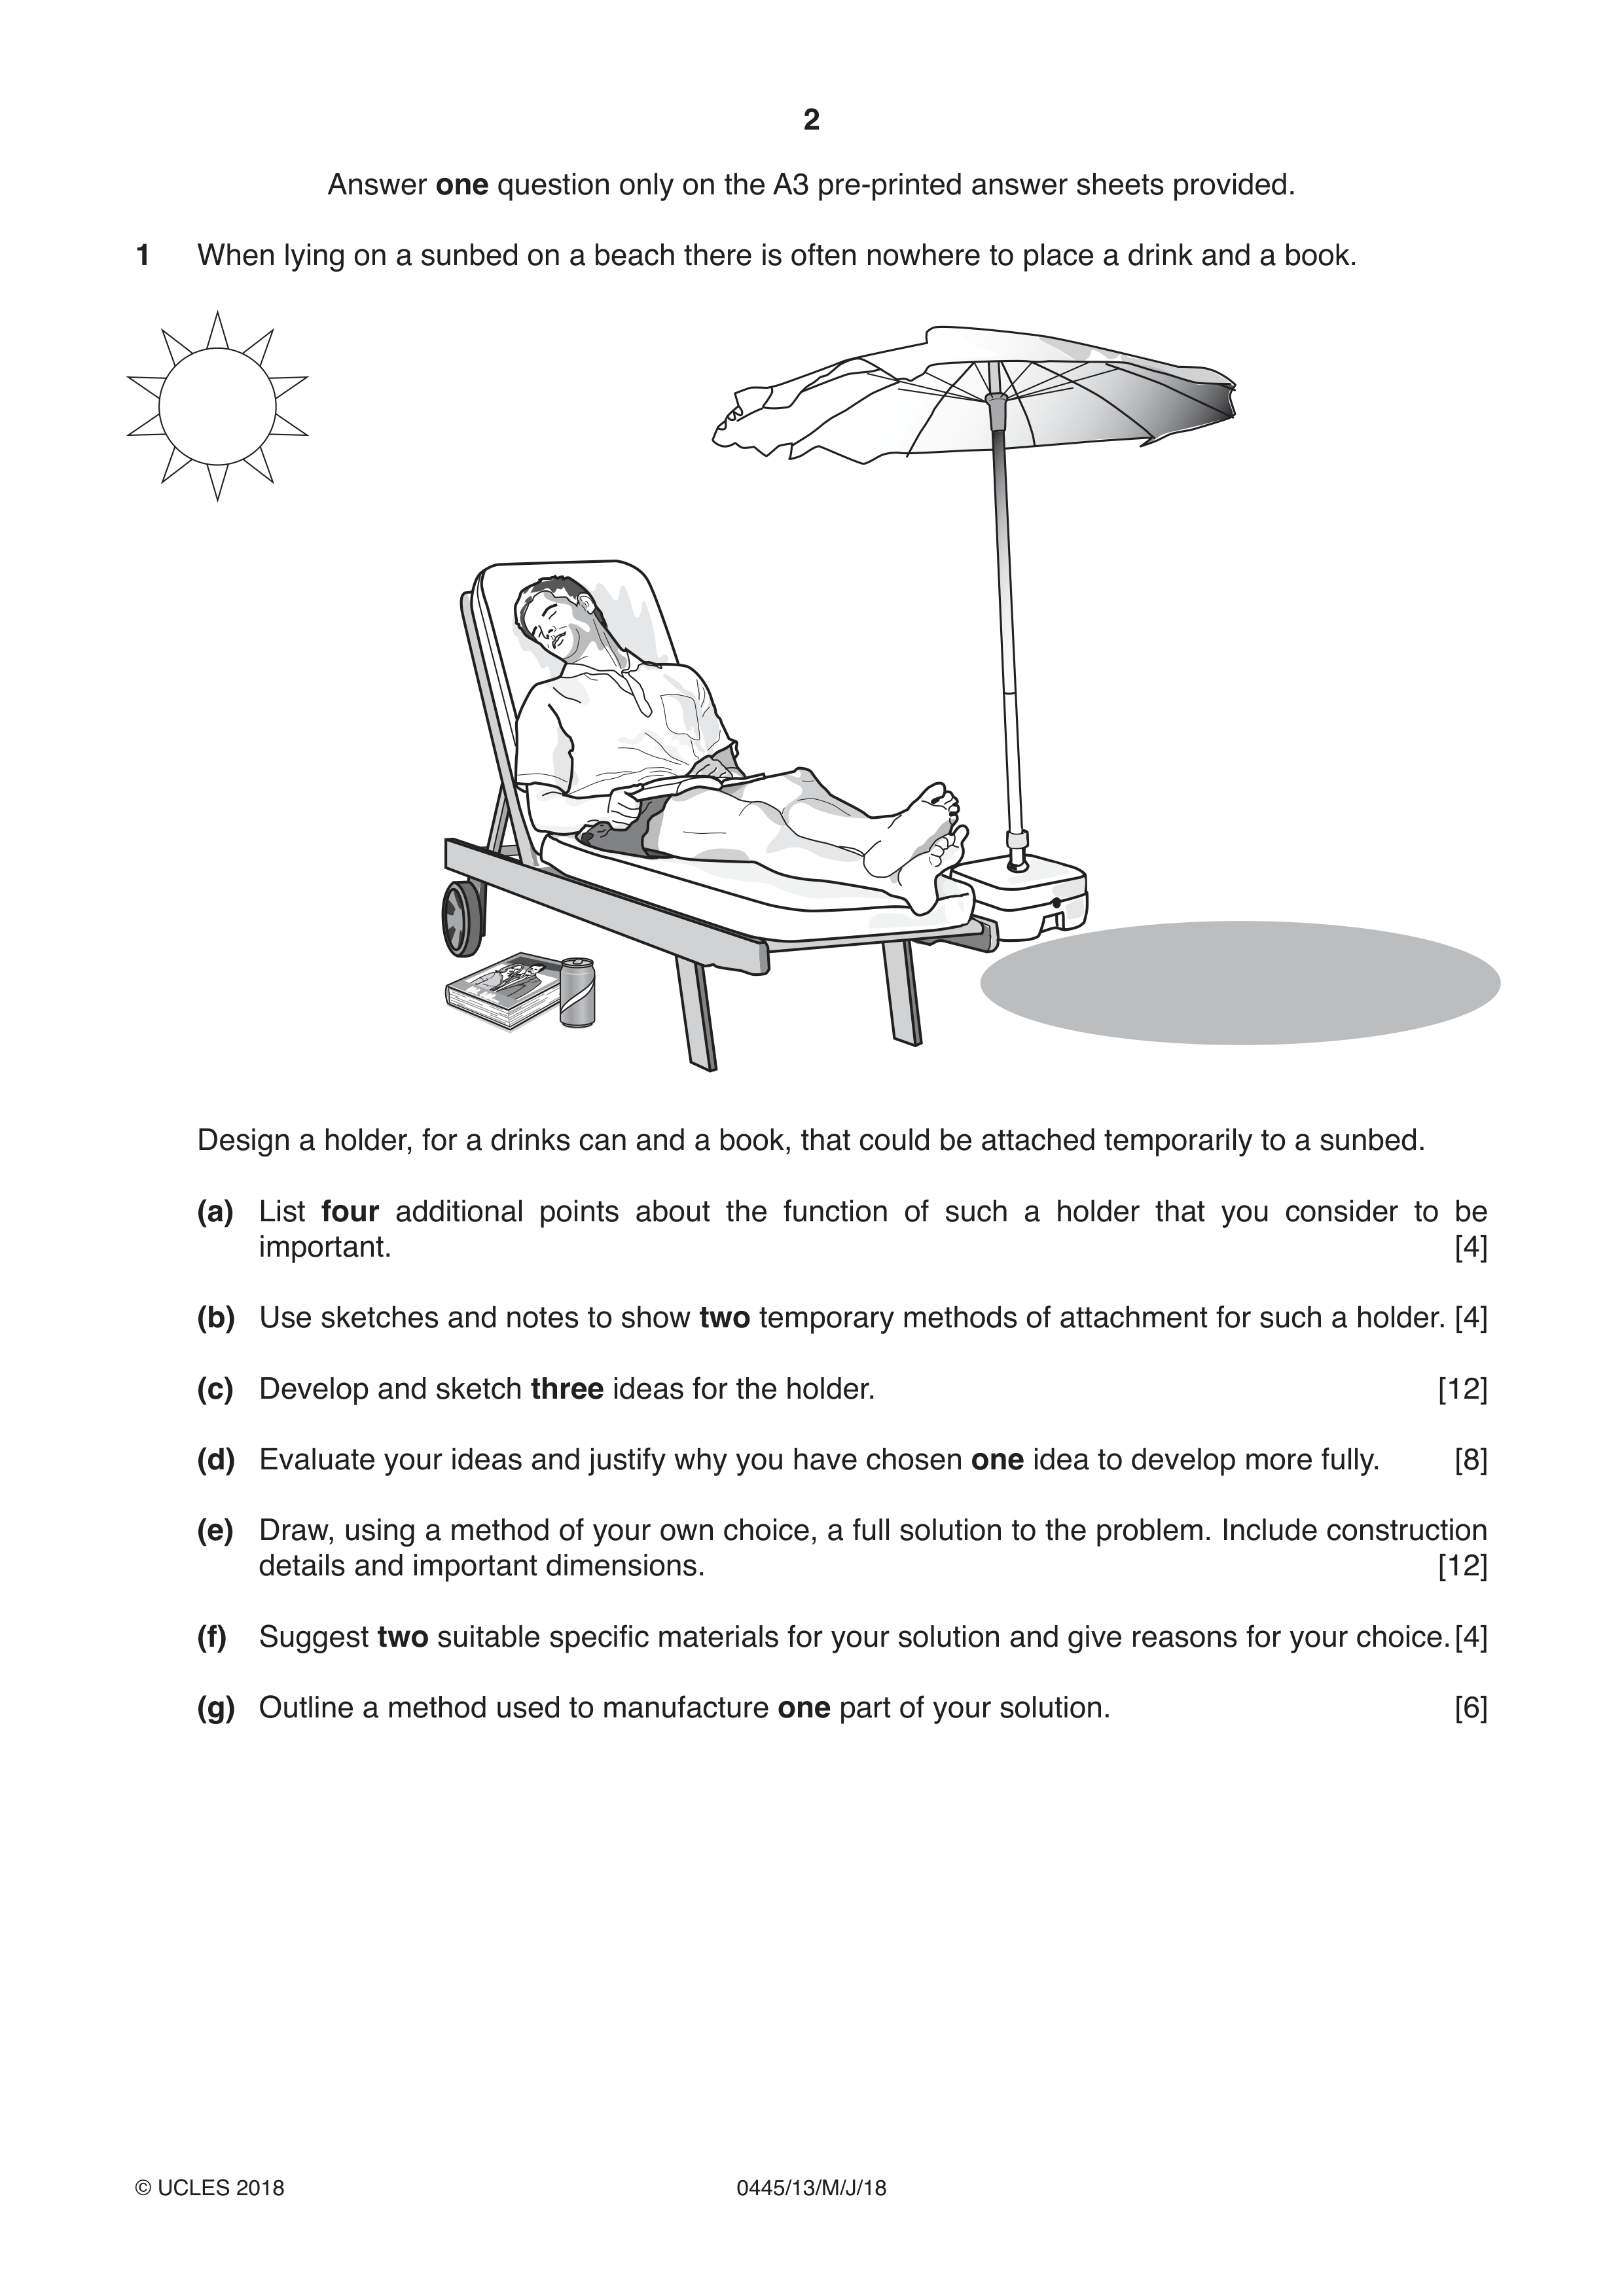 2
Answer one question only on the A3 pre-printed answer sheets provided.
1 When lying on a sunbed on a beach there is often nowhere to place a drink and a book.
Design a holder, for a drinks can and a book, that could be attached temporarily to a sunbed.
(a) List four additional points about the function of such a holder that you consider to be
important. [4]
(b) Use sketches and notes to show two temporary methods of attachment for such a holder. [4]
(c) Develop and sketch three ideas for the holder. [12]
(d) Evaluate your ideas and justify why you have chosen one idea to develop more fully. [8]
(e) Draw, using a method of your own choice, a full solution to the problem. Include construction
details and important dimensions. [12]
(f) Suggest two suitable specific materials for your solution and give reasons for your choice. [4]
(g) Outline a method used to manufacture one part of your solution. [6]
© UCLES 2018 0445/13/M/J/18